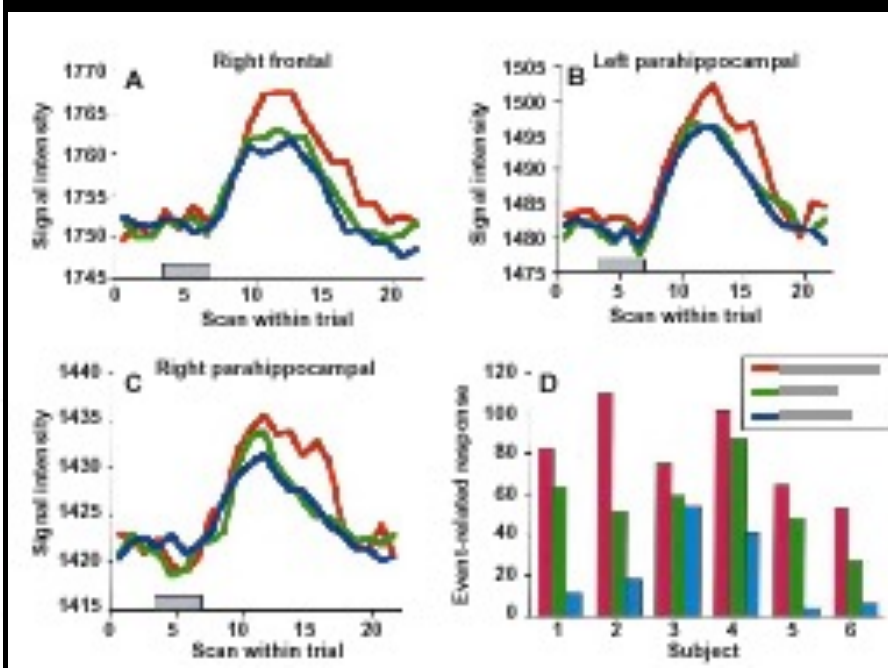 A Right frontal
Signal intensity
1770
1765
1760
1755
1750
1745
0 5 10 15 20
Scan within trial
B Left parahippocampal
Signal intensity
1505
1500
1495
1490
1485
1480
1475
0 5 10 15 20
Scan within trial
C Right parahippocampal
Signal intensity
1440
1435
1430
1425
1420
1415
0 5 10 15 20
Scan within trial
D
Event-related response
120
100
80
60
40
20
0
1 2 3 4 5 6
Subject